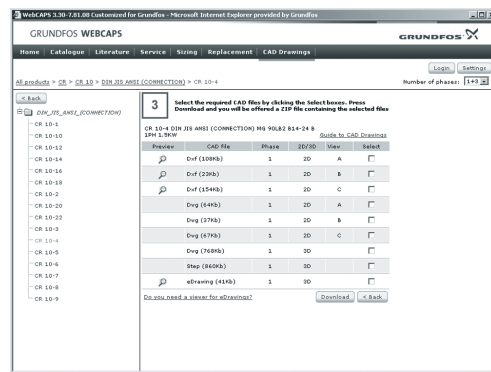 WebCAPS 3.30-7.81.08 Customized for Grundfos - Microsoft Internet Explorer provided by Grundfos
GRUNDFOS WEBCAPS
GRUNDFOS
Home Catalogue Literature Service Sizing Replacement CAD Drawings
Login Settings
All products > CR > CR 10 > DIN JIS ANSI (CONNECTION) > CR 10-4
Number of phases: 1+3
< Back
DIN_JIS_ANSI_(CONNECTION)
CR 10-1
CR 10-10
CR 10-12
CR 10-14
CR 10-16
CR 10-18
CR 10-2
CR 10-20
CR 10-22
CR 10-3
CR 10-4
CR 10-5
CR 10-6
CR 10-7
CR 10-8
CR 10-9
3
Select the required CAD files by clicking the Select boxes. Press
Download and you will be offered a ZIP file containing the selected files
CR 10-4 DIN JIS ANSI (CONNECTION) MG 90LB2 B14-24 B
1PH 1.5KW
Guide to CAD Drawings
Preview CAD file Phase 2D/3D View Select
Dxf (108Kb) 1 2D A
Dxf (23Kb) 1 2D B
Dxf (154Kb) 1 2D C
Dwg (64Kb) 1 2D A
Dwg (37Kb) 1 2D B
Dwg (67Kb) 1 2D C
Dwg (768Kb) 1 3D
Step (860Kb) 1 3D
eDrawing (41Kb) 1 3D
Do you need a viewer for eDrawings?
Download < Back